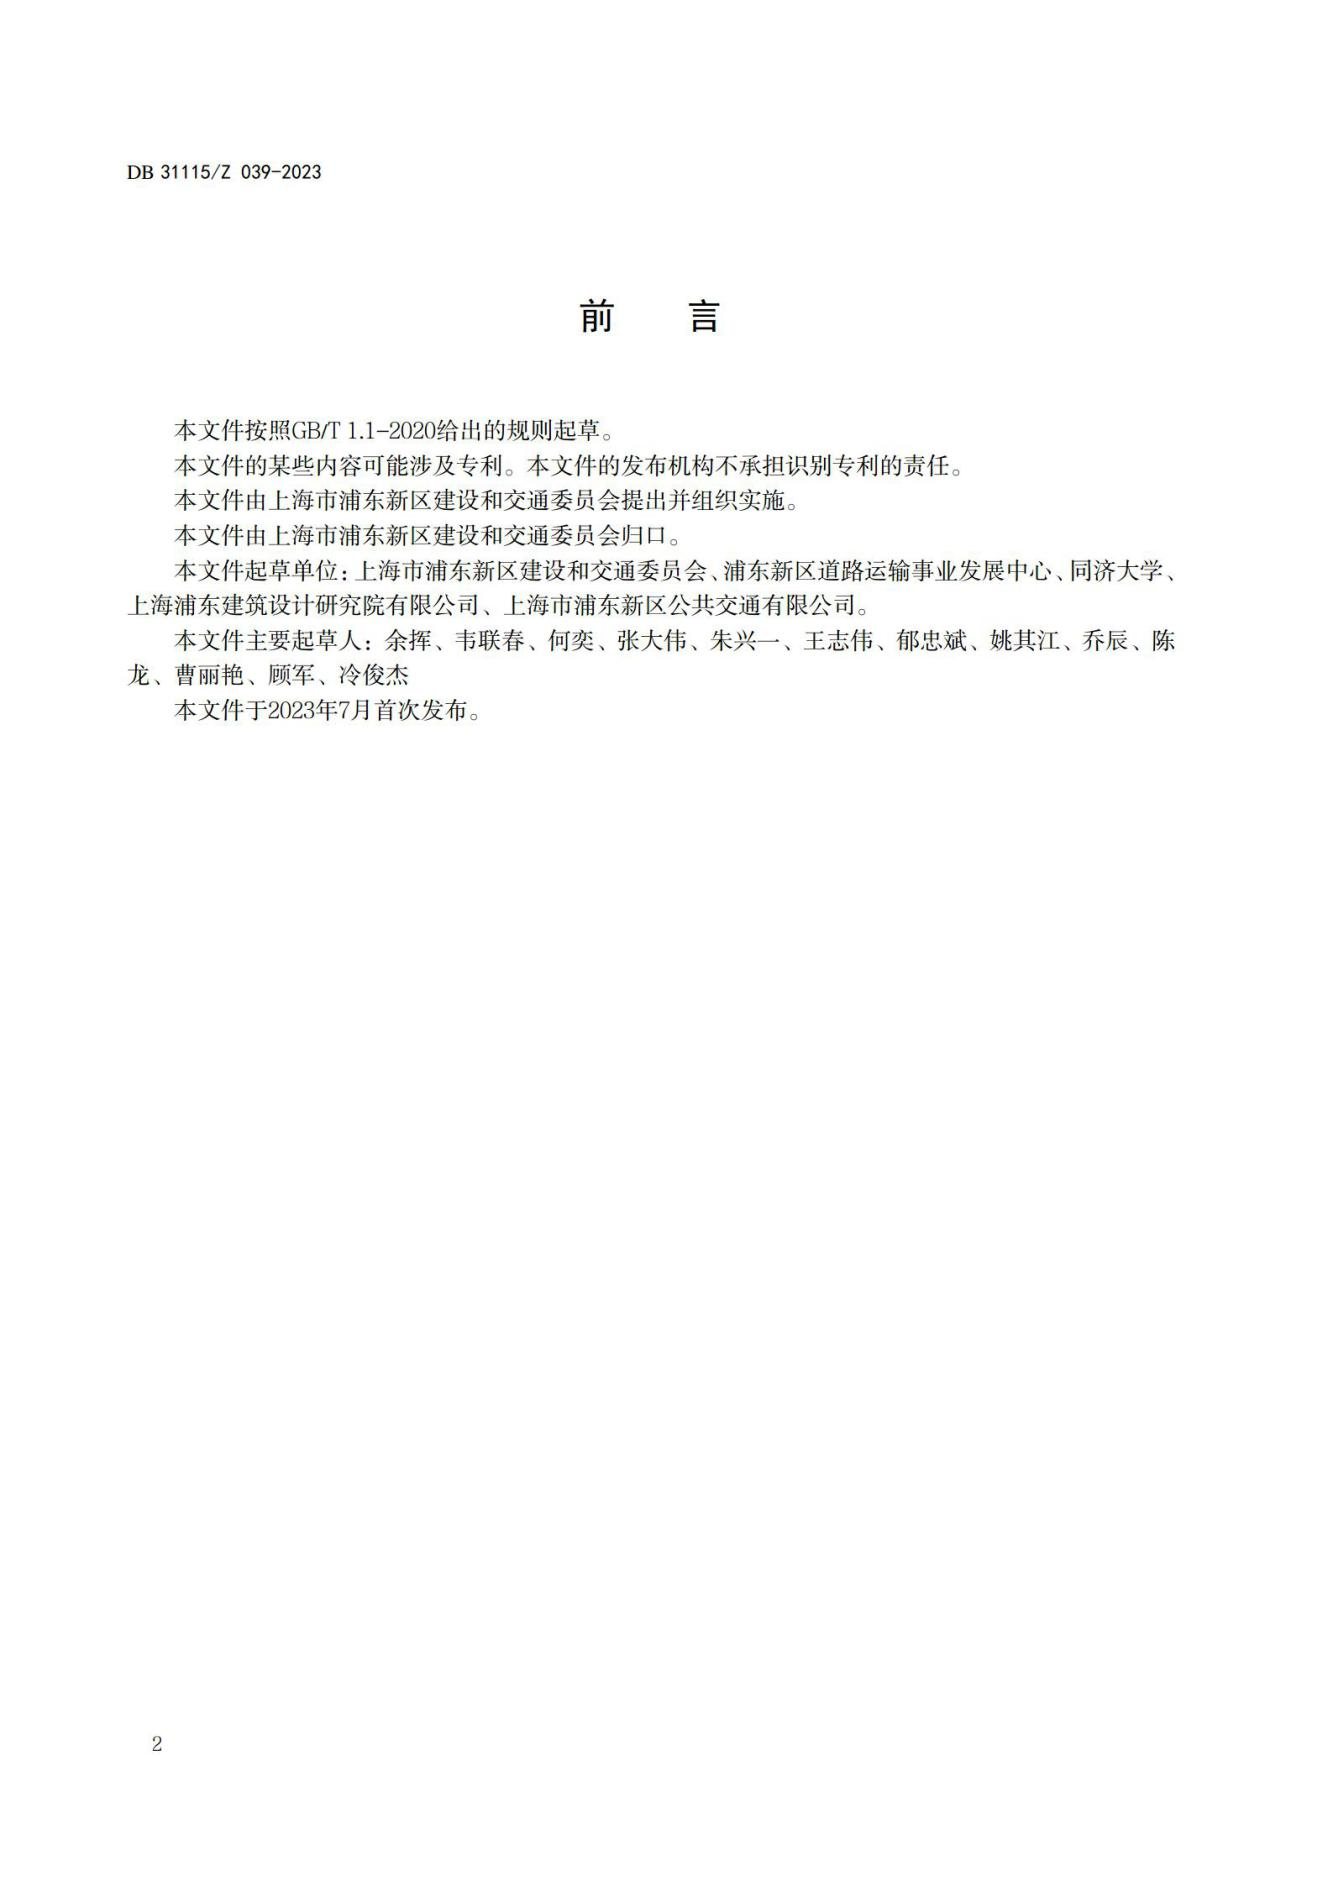 DB 31115/Z 039-2023
前 言
本文件按照GB/T 1.1-2020给出的规则起草。
本文件的某些内容可能涉及专利。本文件的发布机构不承担识别专利的责任。
本文件由上海市浦东新区建设和交通委员会提出并组织实施。
本文件由上海市浦东新区建设和交通委员会归口。
本文件起草单位：上海市浦东新区建设和交通委员会、浦东新区道路运输事业发展中心、同济大学、
上海浦东建筑设计研究院有限公司、上海市浦东新区公共交通有限公司。
本文件主要起草人：余挥、韦联春、何奕、张大伟、朱兴一、王志伟、郁忠斌、姚其江、乔辰、陈
龙、曹丽艳、顾军、冷俊杰
本文件于2023年7月首次发布。
2